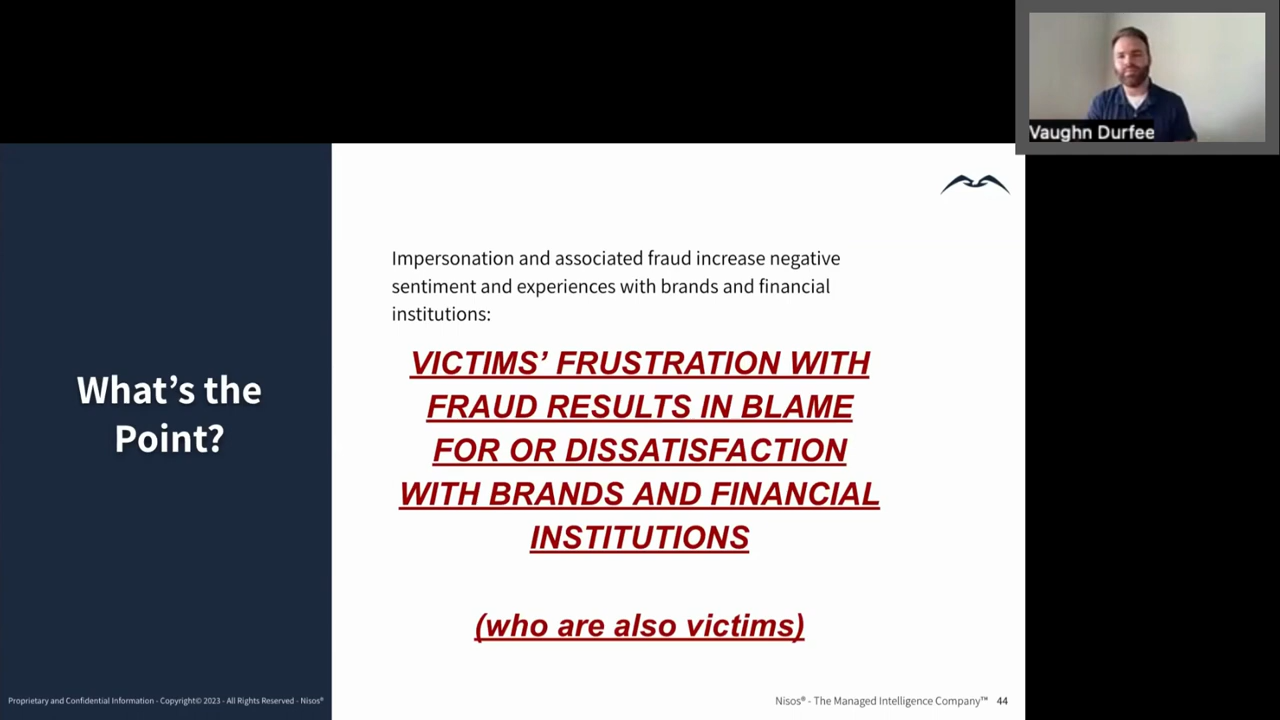 Vaughn Durfee
What’s the
Point?
Impersonation and associated fraud increase negative
sentiment and experiences with brands and financial
institutions:
VICTIMS’ FRUSTRATION WITH
FRAUD RESULTS IN BLAME
FOR OR DISSATISFACTION
WITH BRANDS AND FINANCIAL
INSTITUTIONS
(who are also victims)
Proprietary and Confidential Information - Copyright© 2023 - All Rights Reserved - Nisos®
Nisos® - The Managed Intelligence Company™ 44